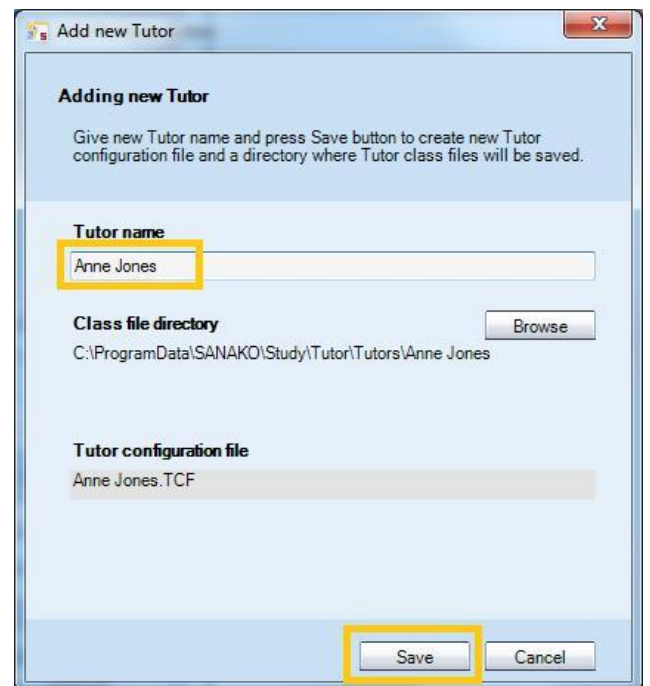 Add new Tutor
Adding new Tutor
Give new Tutor name and press Save button to create new Tutor
configuration file and a directory where Tutor class files will be saved.
Tutor name
Anne Jones
Class file directory
Browse
C:\ProgramData\SANAKO\Study\Tutor\Tutors\Anne Jones
Tutor configuration file
Anne Jones.TCF
Save
Cancel